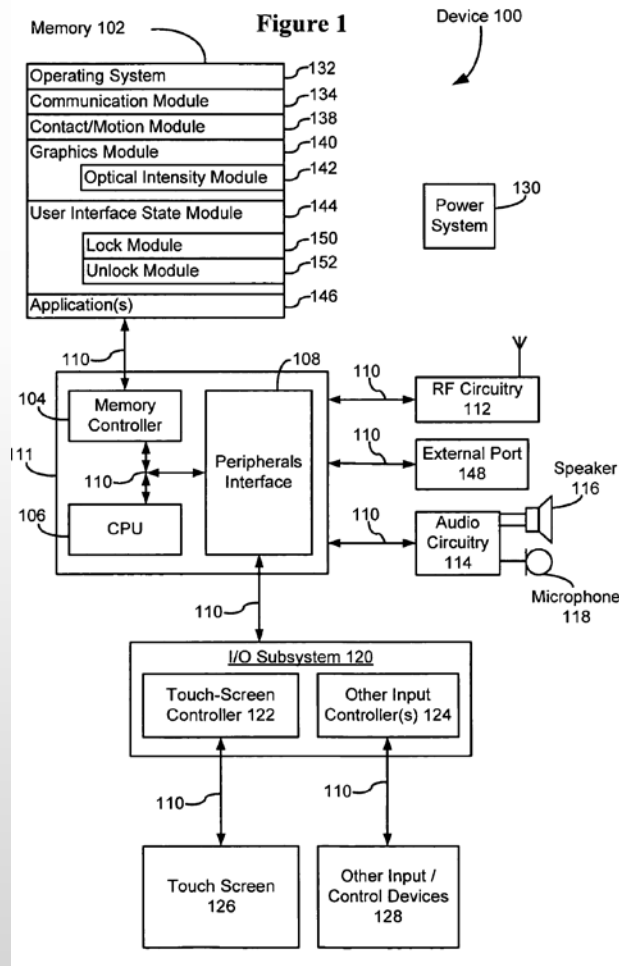 Figure 1
Memory 102
Device 100
Operating System
132
Communication Module
134
Contact/Motion Module
138
Graphics Module
140
Optical Intensity Module
142
User Interface State Module
144
Lock Module
150
Unlock Module
152
Application(s)
146
130
Power
System
110
108
104
Memory
Controller
111
110
Peripherals
Interface
106
CPU
110
RF Circuitry
112
110
External Port
148
110
Audio
Circuitry
114
Speaker
116
Microphone
118
110
I/O Subsystem 120
Touch-Screen
Controller 122
Other Input
Controller(s) 124
110
110
Touch Screen
126
Other Input /
Control Devices
128